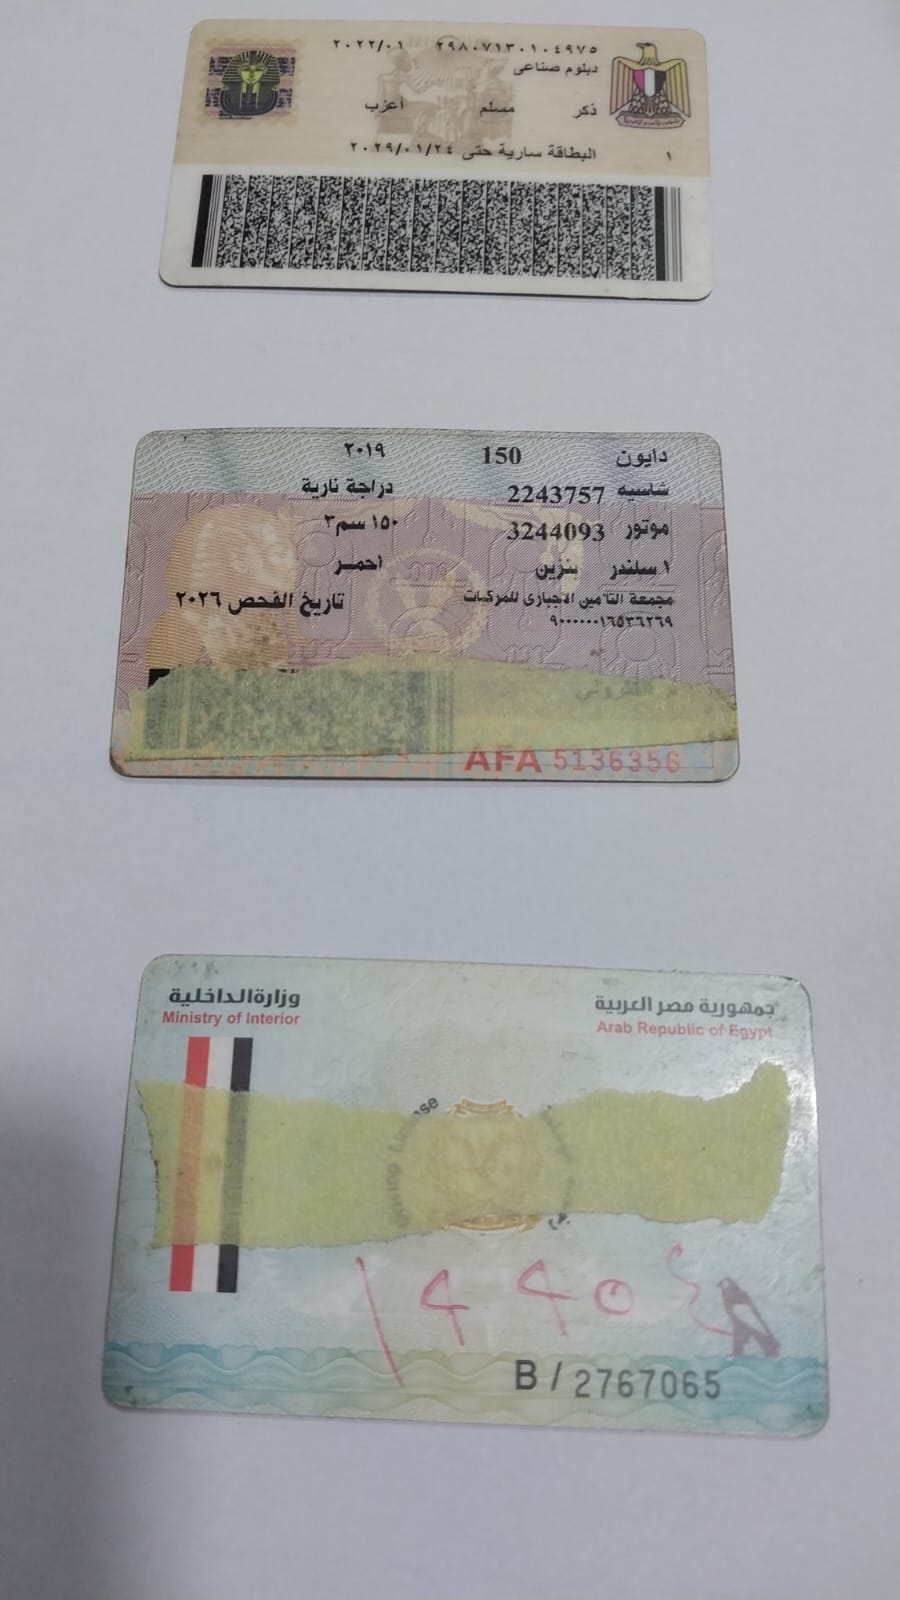 ٢٩٨٠٧١٣٠١٠٤٩٧٥ ٢٠٢٢/٠١
دبلوم صناعى
ذكر مسلم أعزب
١ البطاقة سارية حتى ٢٠٢٩/٠١/٢٤
دايون 150 ٢٠١٩
شاسيه 2243757 دراجة نارية
موتور 3244093 ١٥٠ سم٣
١ سلندر بنزين احمر
مجمعة التأمين الاجبارى للمركبات تاريخ الفحص ٢٠٢٦
٩٠٠٠٠٠٠١٦٥٣٦٢٦٩
AFA 5136356
جمهورية مصر العربية وزارة الداخلية
Arab Republic of Egypt Ministry of Interior
B / 2767065